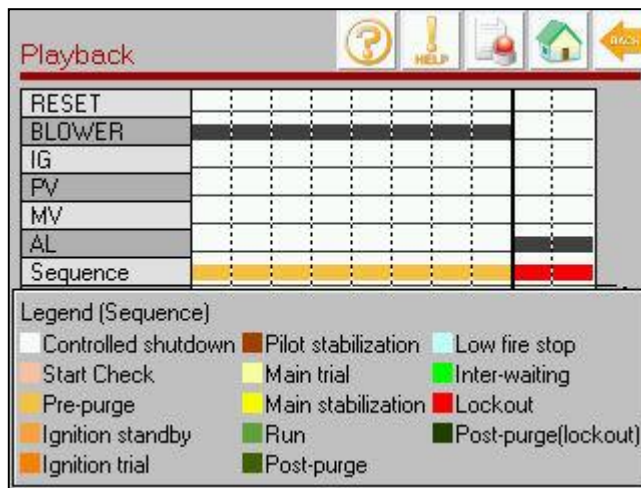 Playback
HELP
BACK
RESET
BLOWER
IG
PV
MV
AL
Sequence
Legend (Sequence)
Controlled shutdown Pilot stabilization Low fire stop
Start Check Main trial Inter-waiting
Pre-purge Main stabilization Lockout
Ignition standby Run Post-purge(lockout)
Ignition trial Post-purge